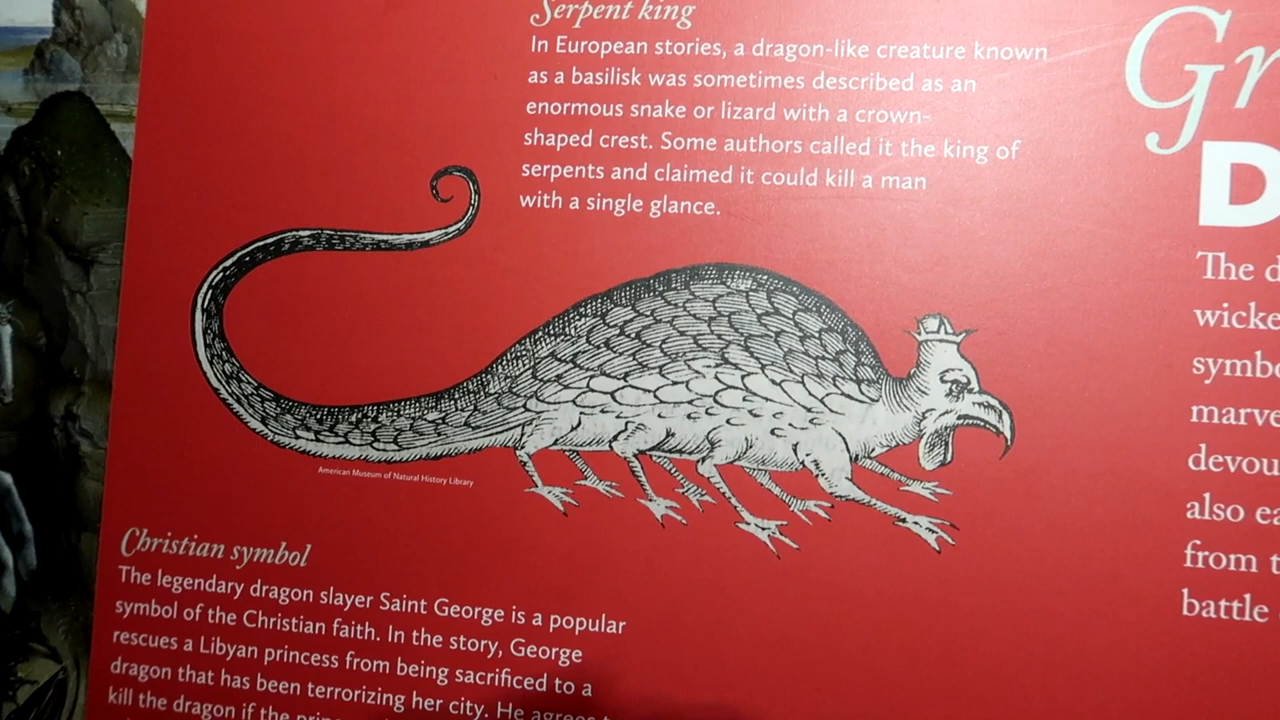 Serpent king
In European stories, a dragon-like creature known
as a basilisk was sometimes described as an
enormous snake or lizard with a crown-
shaped crest. Some authors called it the king of
serpents and claimed it could kill a man
with a single glance.
American Museum of Natural History Library
Christian symbol
The legendary dragon slayer Saint George is a popular
symbol of the Christian faith. In the story, George
rescues a Libyan princess from being sacrificed to a
dragon that has been terrorizing her city. He agrees
kill the dragon if the
Gr
D
The d
wicke
symbo
marve
devou
also ea
from t
battle